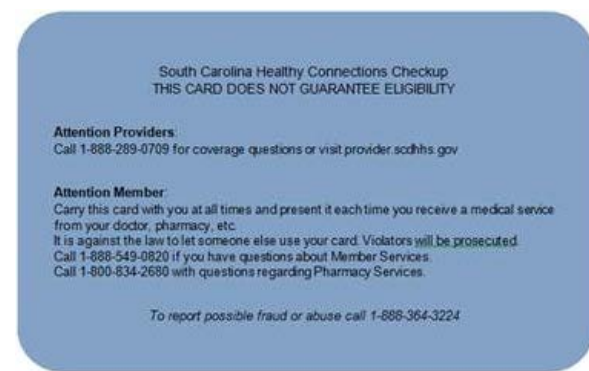 South Carolina Healthy Connections Checkup
THIS CARD DOES NOT GUARANTEE ELIGIBILITY
Attention Providers:
Call 1-888-289-0709 for coverage questions or visit provider.scdhhs.gov
Attention Member:
Carry this card with you at all times and present it each time you receive a medical service
from your doctor, pharmacy, etc.
It is against the law to let someone else use your card. Violators will be prosecuted.
Call 1-888-549-0820 if you have questions about Member Services.
Call 1-800-834-2680 with questions regarding Pharmacy Services.
To report possible fraud or abuse call 1-888-364-3224